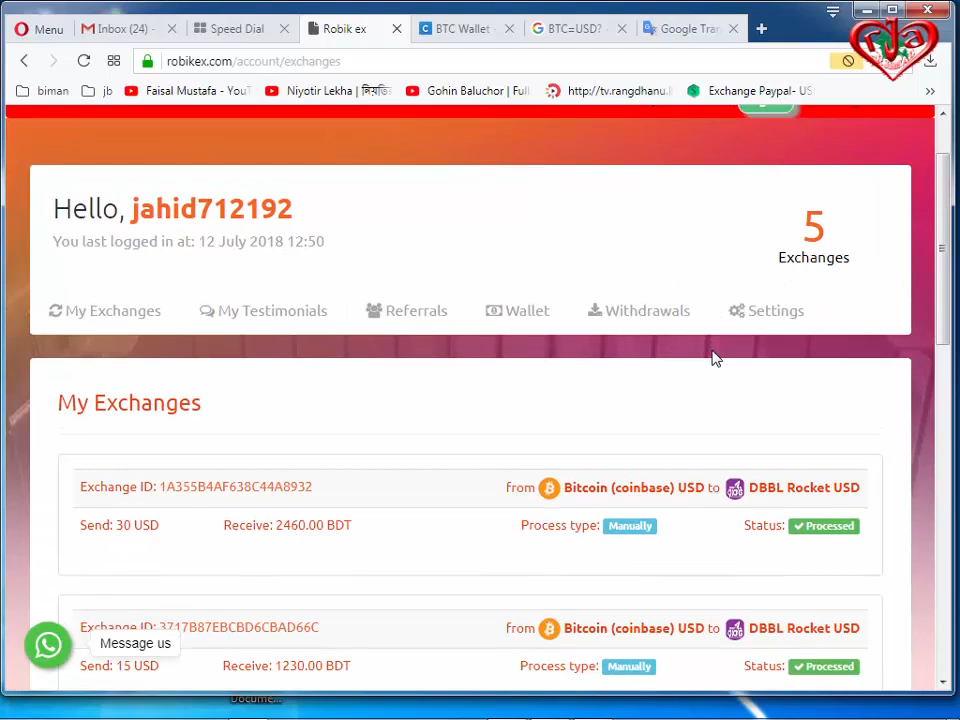 Menu
Inbox (24) -
Speed Dial
Robik ex
BTC Wallet -
BTC=USD?
Google Tran
robikex.com/account/exchanges
biman
jb
Faisal Mustafa - YouT
Niyotir Lekha |
Gohin Baluchor | Full
http://tv.rangdhanu.l
Exchange Paypal- US
rja
Hello, jahid712192
You last logged in at: 12 July 2018 12:50
5
Exchanges
My Exchanges
My Testimonials
Referrals
Wallet
Withdrawals
Settings
My Exchanges
Exchange ID: 1A355B4AF638C44A8932
from Bitcoin (coinbase) USD to DBBL Rocket USD
Send: 30 USD
Receive: 2460.00 BDT
Process type: Manually
Status: Processed
Exchange ID: 3717B87EBCBD6CBAD66C
from Bitcoin (coinbase) USD to DBBL Rocket USD
Send: 15 USD
Receive: 1230.00 BDT
Process type: Manually
Status: Processed
Message us
Docume...